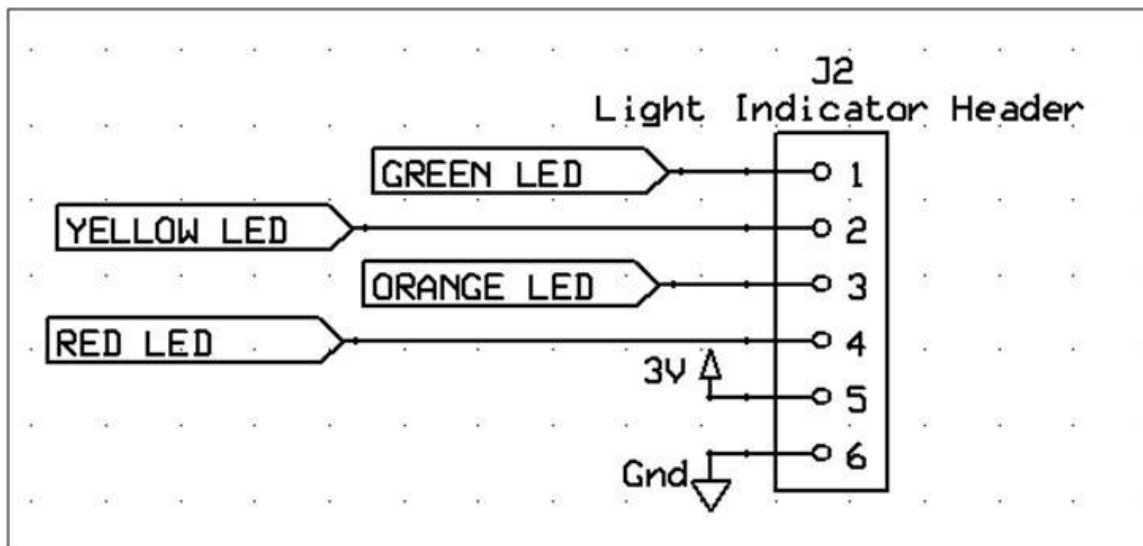 J2
Light Indicator Header
GREEN LED
1
YELLOW LED
2
ORANGE LED
3
RED LED
4
3V
5
Gnd
6